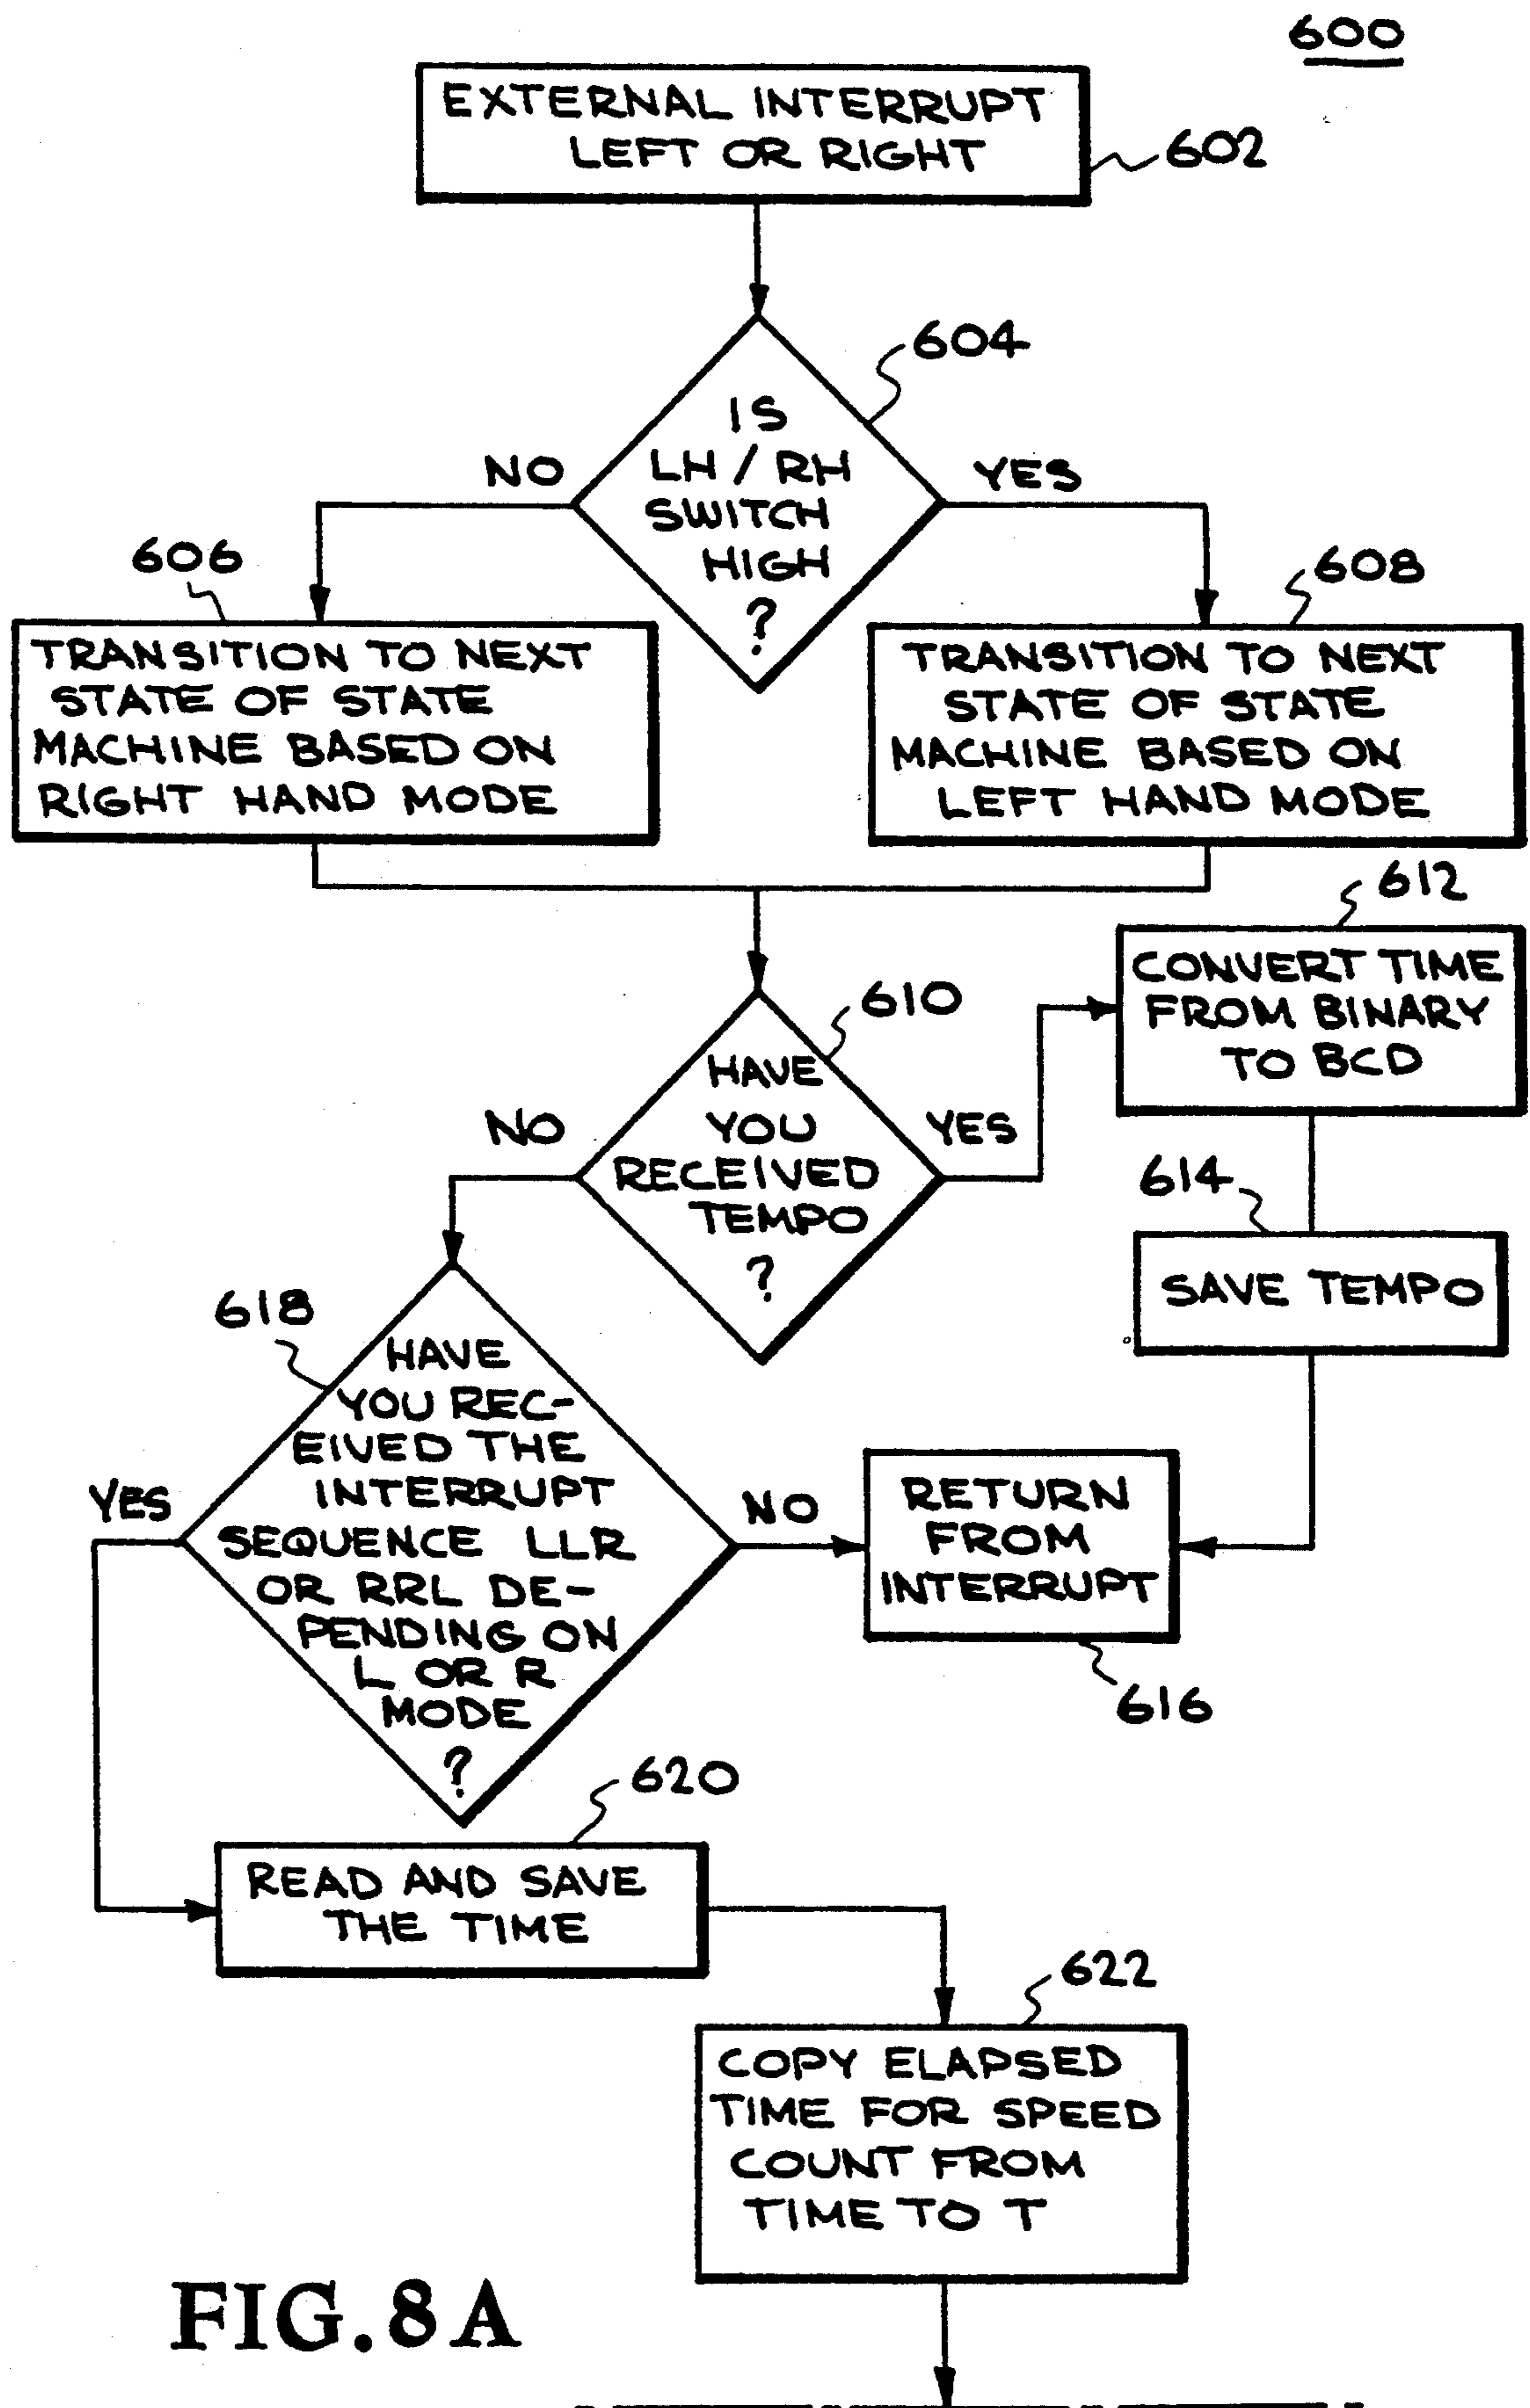 600
EXTERNAL INTERRUPT
LEFT OR RIGHT
602
604
IS
LH / RH
SWITCH
HIGH
?
NO
YES
606
608
TRANSITION TO NEXT
STATE OF STATE
MACHINE BASED ON
RIGHT HAND MODE
TRANSITION TO NEXT
STATE OF STATE
MACHINE BASED ON
LEFT HAND MODE
612
CONVERT TIME
FROM BINARY
TO BCD
610
HAVE
YOU
RECEIVED
TEMPO
?
NO
YES
614
SAVE TEMPO
618
HAVE
YOU REC-
EIVED THE
INTERRUPT
SEQUENCE LLR
OR RRL DE-
PENDING ON
L OR R
MODE
?
YES
NO
RETURN
FROM
INTERRUPT
616
620
READ AND SAVE
THE TIME
622
COPY ELAPSED
TIME FOR SPEED
COUNT FROM
TIME TO T
FIG. 8A